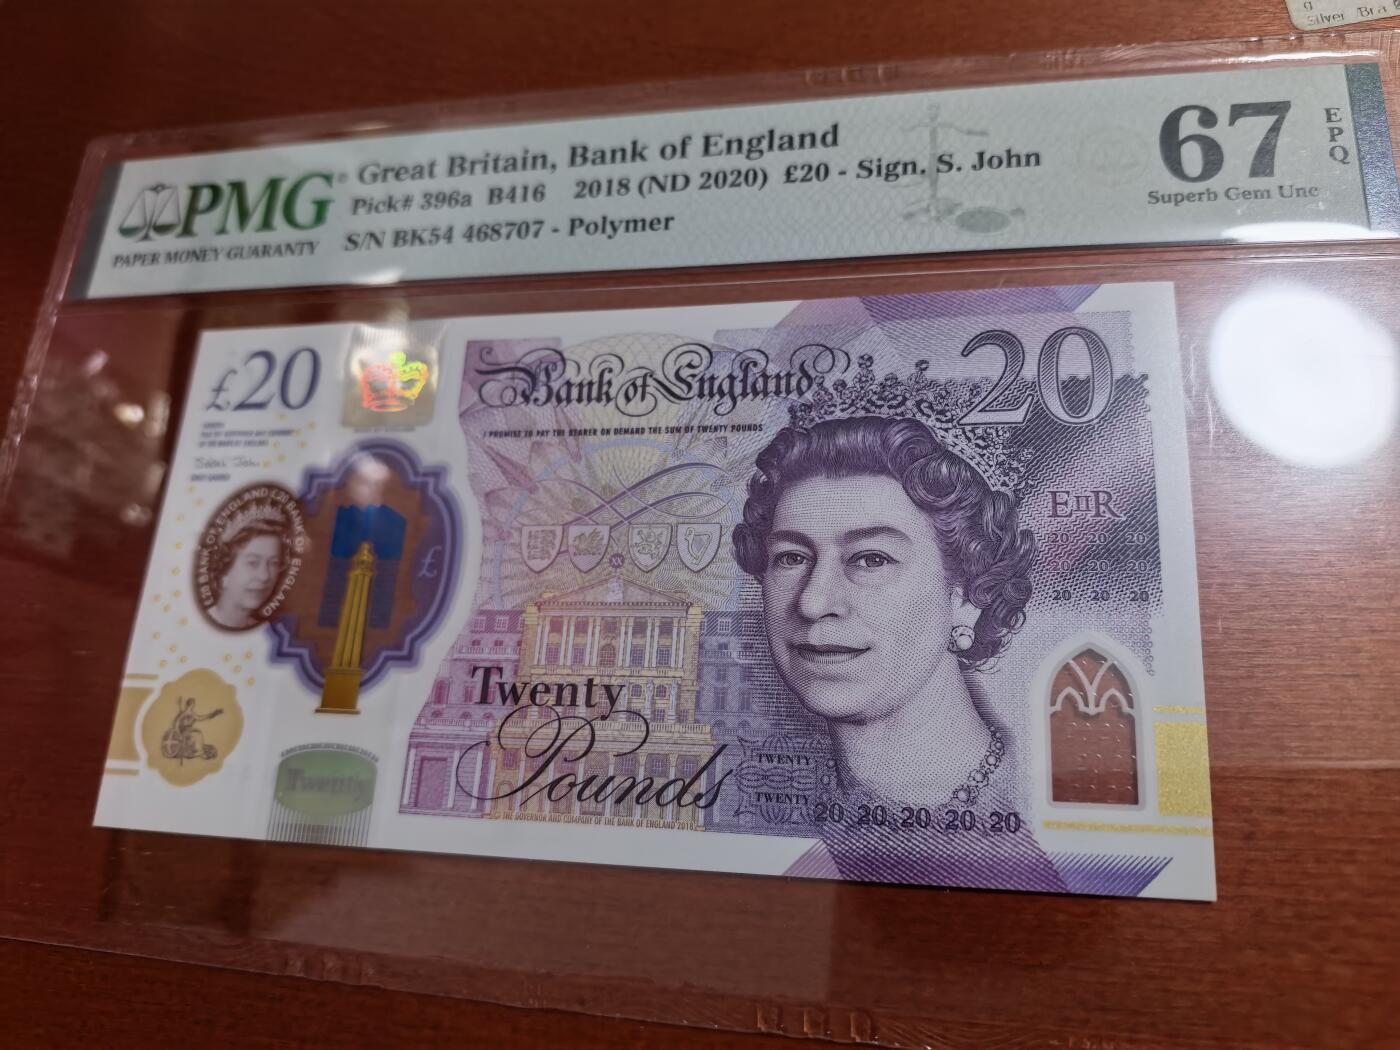 g
Silver Bra
PMG
PAPER MONEY GUARANTY
Great Britain, Bank of England
Pick# 396a B416 2018 (ND 2020) £20 - Sign. S. John
S/N BK54 468707 - Polymer
67
EPQ
Superb Gem Unc
£20
Bank of England
I PROMISE TO PAY THE BEARER ON DEMAND THE SUM OF TWENTY POUNDS
20
EIIR
20 20 20
20 20 20
20 20 20
£20 BANK OF ENGLAND £20 BANK OF ENGLAND
£
Twenty
Pounds
Twenty
TWENTY
TWENTY
20 20 20 20 20
© THE GOVERNOR AND COMPANY OF THE BANK OF ENGLAND 2018